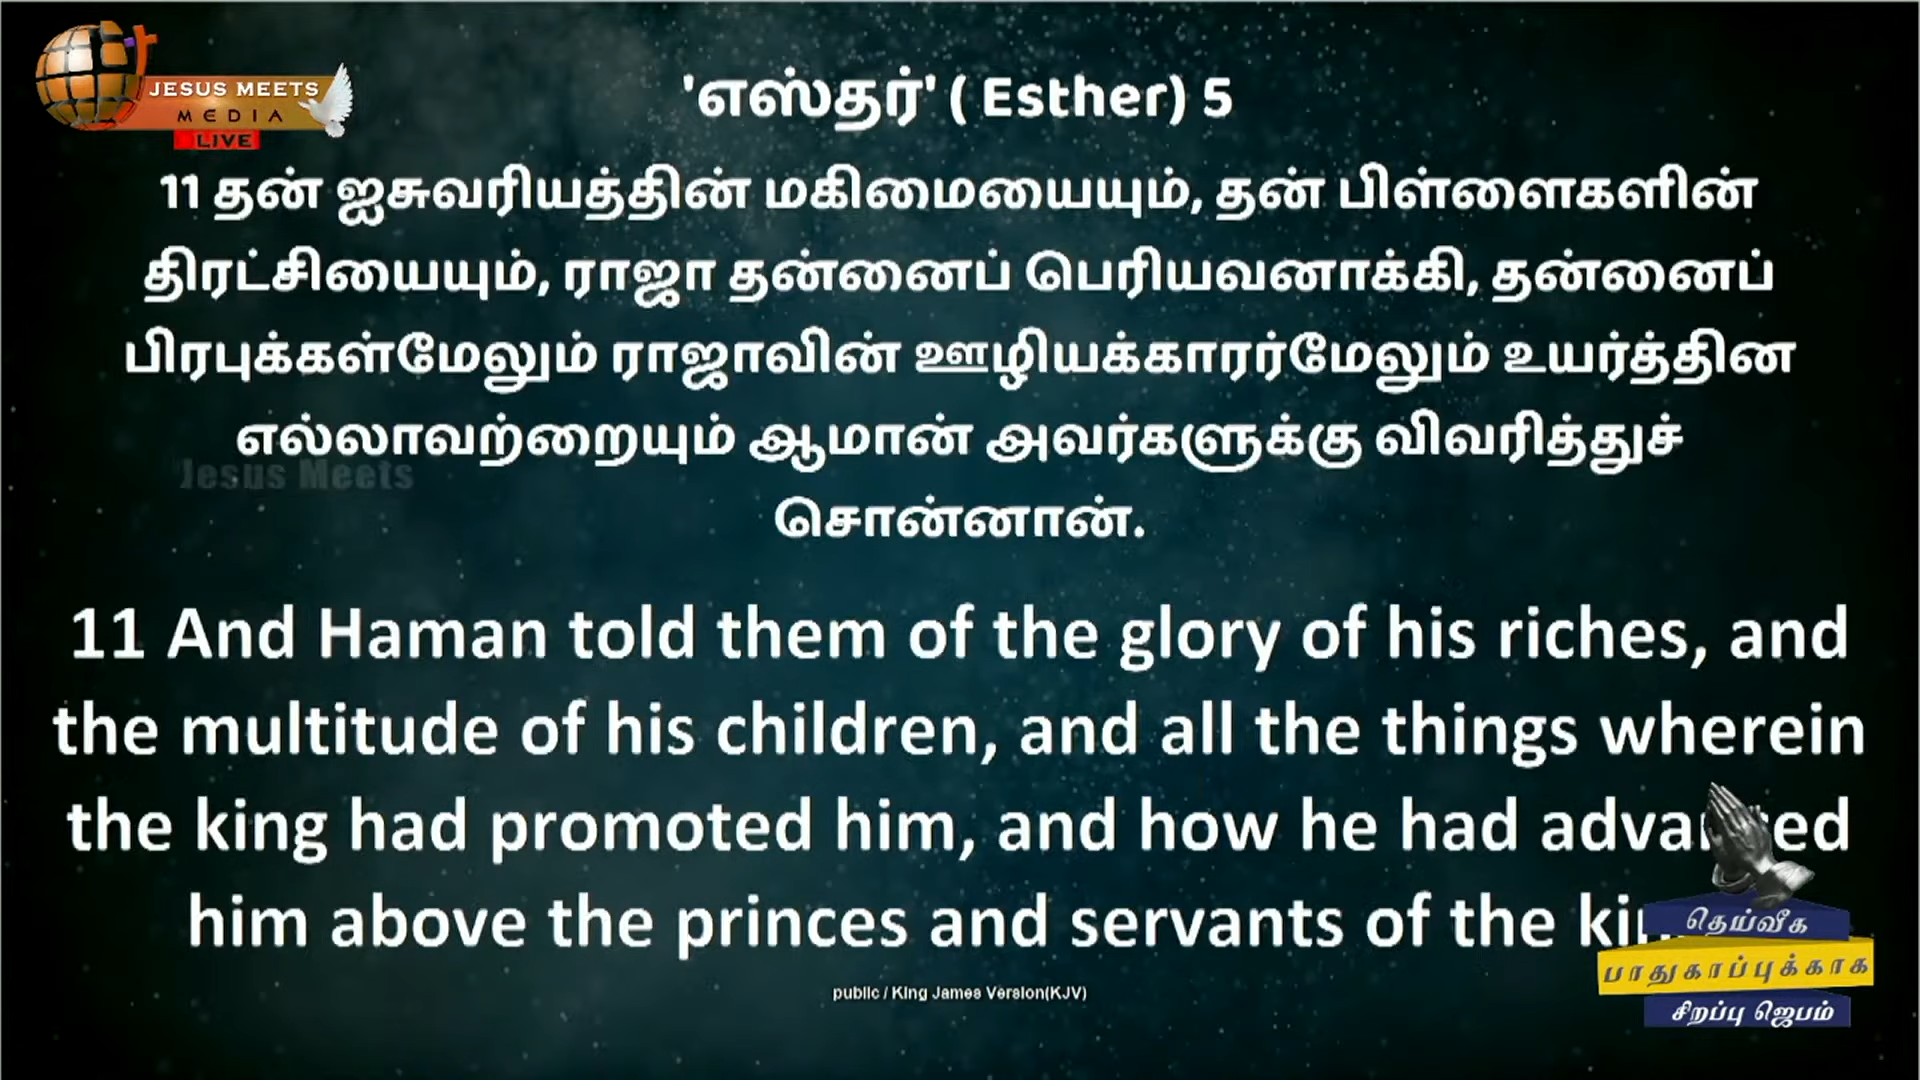 JESUS MEETS
MEDIA
LIVE
'எஸ்தர்' ( Esther) 5
11 தன் ஐசுவரியத்தின் மகிமையையும், தன் பிள்ளைகளின்
திரட்சியையும், ராஜா தன்னைப் பெரியவனாக்கி, தன்னைப்
பிரபுக்கள்மேலும் ராஜாவின் ஊழியக்காரர்மேலும் உயர்த்தின
எல்லாவற்றையும் ஆமான் அவர்களுக்கு விவரித்துச்
Jesus Meets
சொன்னான்.
11 And Haman told them of the glory of his riches, and
the multitude of his children, and all the things wherein
the king had promoted him, and how he had
him above the princes and servants of the
தெய்வீக
பாதுகாப்புக்காக
சிறப்பு ஜெபம்
public / King James Version(KJV)